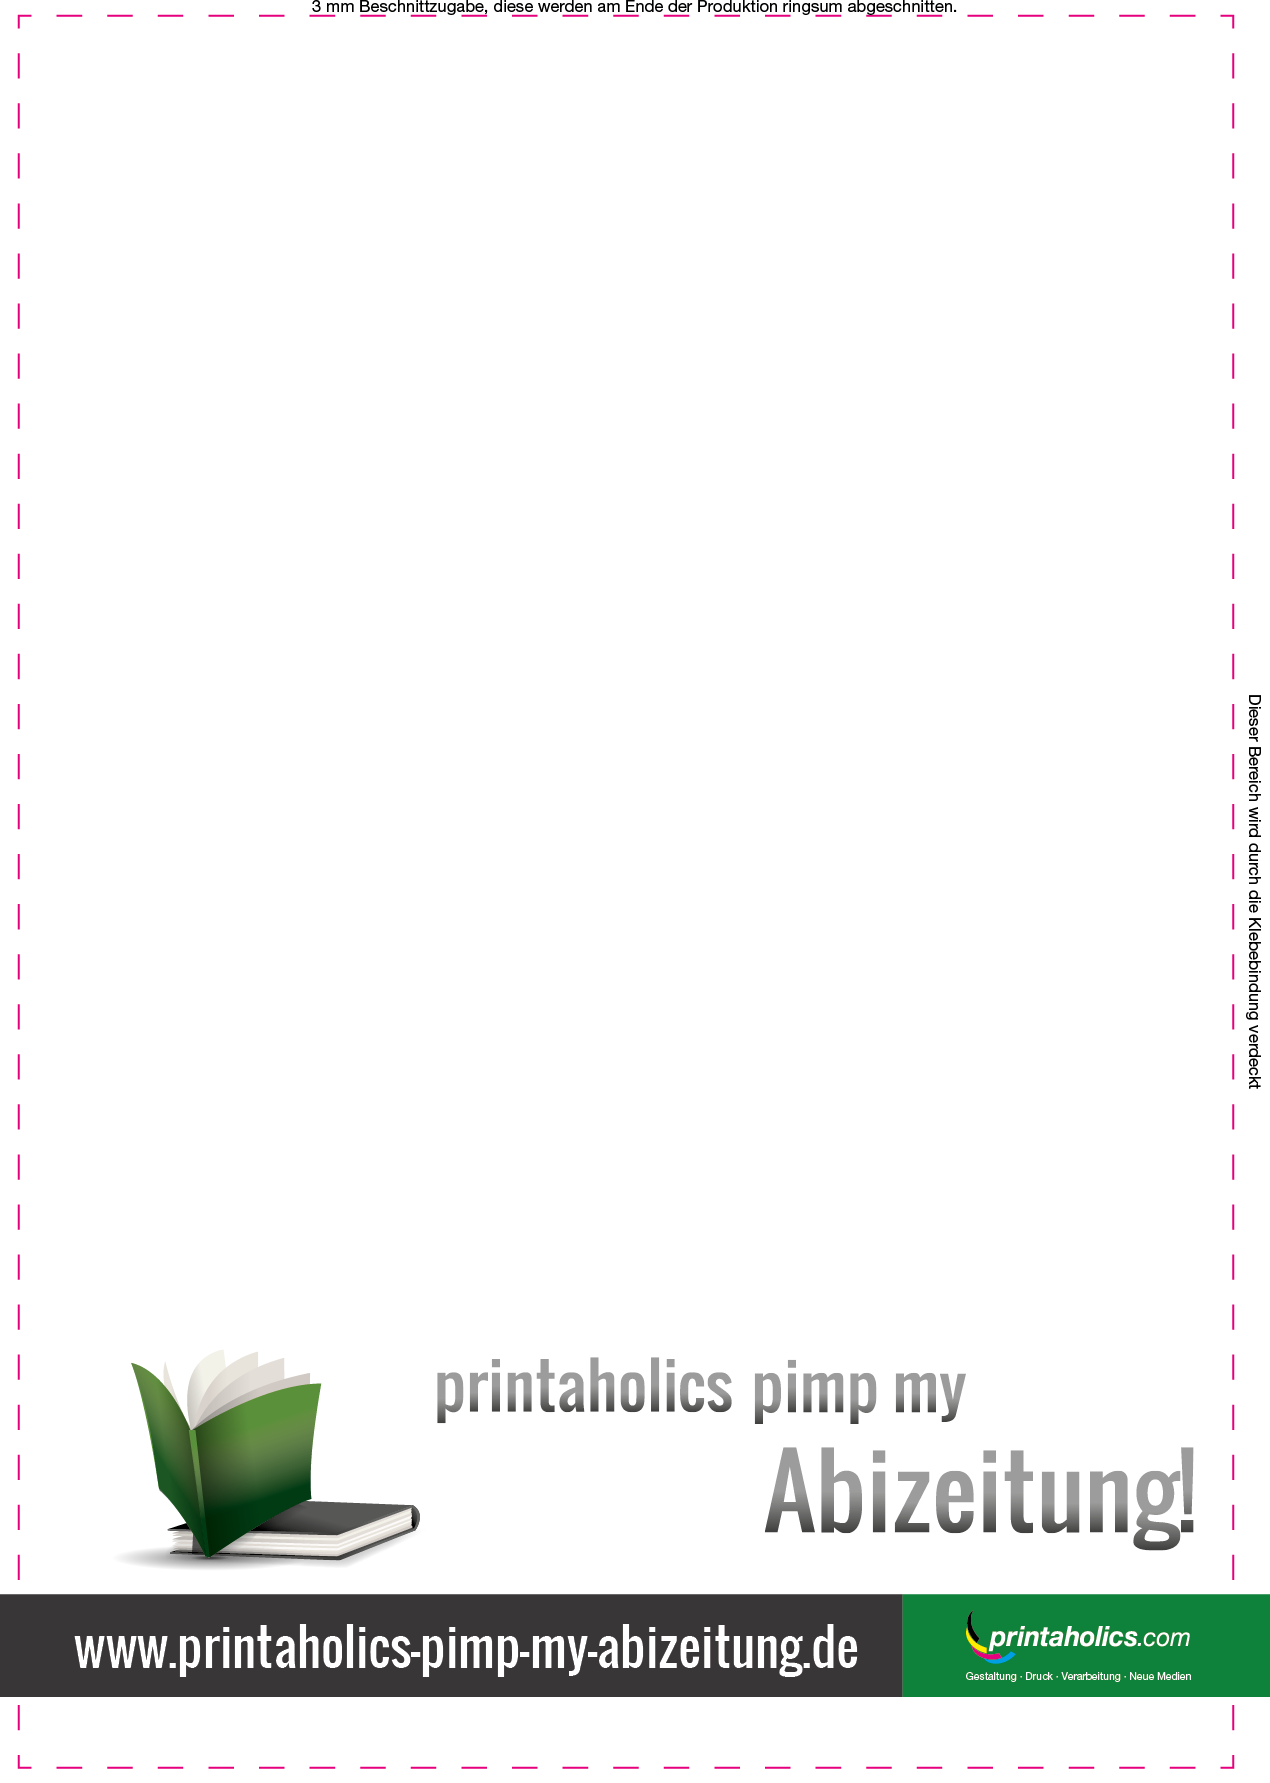 3 mm Beschnittzugabe, diese werden am Ende der Produktion ringsum abgeschnitten.
Dieser Bereich wird durch die Klebebindung verdeckt
printaholics pimp my
Abizeitung!
www.printaholics-pimp-my-abizeitung.de
printaholics.com
Gestaltung · Druck · Verarbeitung · Neue Medien